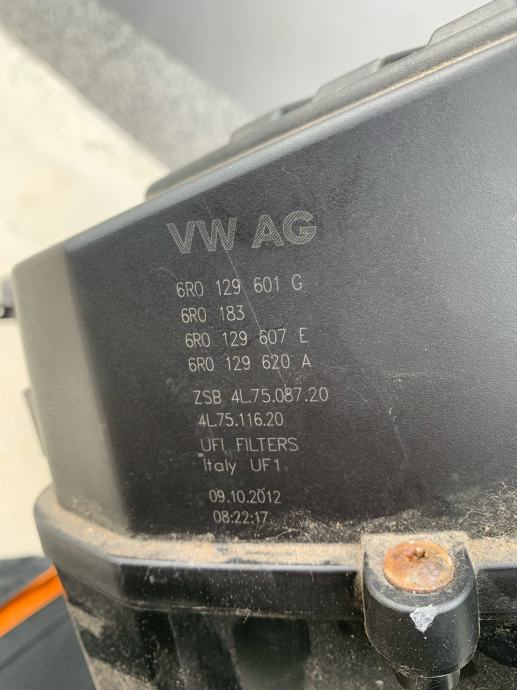 VW AG
6R0 129 601 G
6R0 183
6R0 129 607 E
6R0 129 620 A
ZSB 4L.75.087.20
4L.75.116.20
UFI FILTERS
Italy UF1
09.10.2012
08:22:17